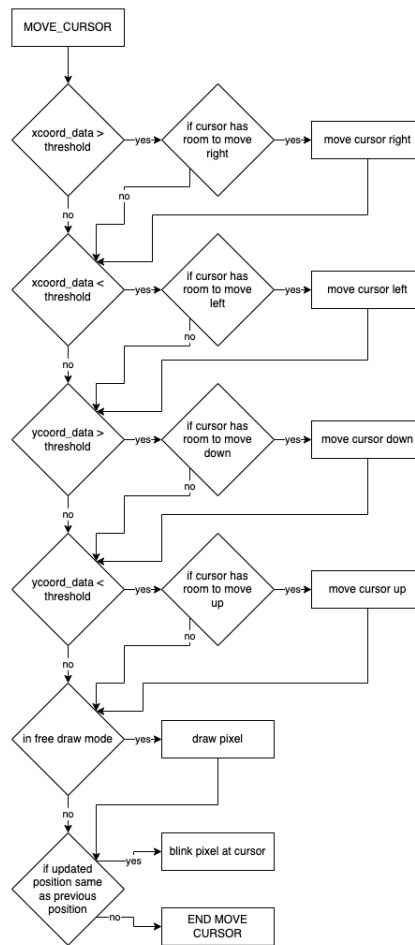 MOVE_CURSOR
xcoord_data >
threshold
yes
if cursor has
room to move
right
yes
move cursor right
no
no
xcoord_data <
threshold
yes
if cursor has
room to move
left
yes
move cursor left
no
no
ycoord_data >
threshold
yes
if cursor has
room to move
down
yes
move cursor down
no
no
ycoord_data <
threshold
yes
if cursor has
room to move
up
yes
move cursor up
no
no
in free draw mode
yes
draw pixel
no
if updated
position same
as previous
position
yes
blink pixel at cursor
no
END MOVE
CURSOR